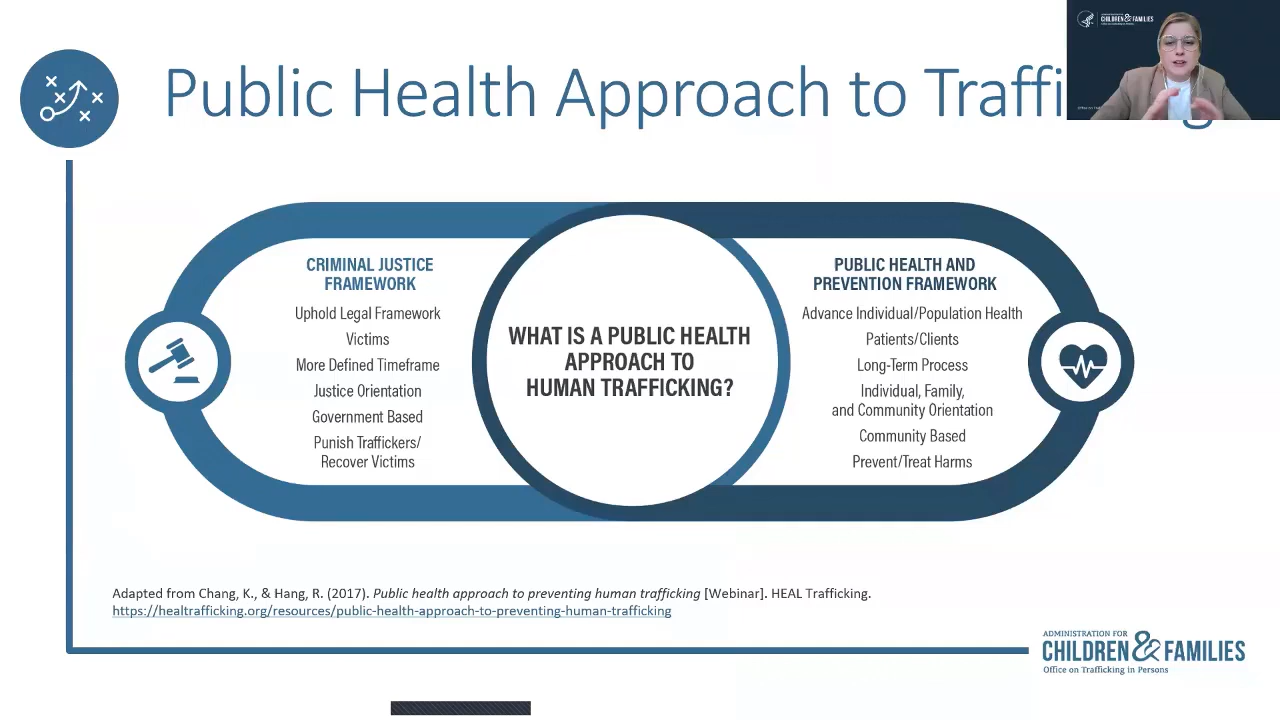 Public Health Approach to Traffi g
ADMINISTRATION FOR
CHILDREN & FAMILIES
CRIMINAL JUSTICE
FRAMEWORK
Uphold Legal Framework
Victims
More Defined Timeframe
Justice Orientation
Government Based
Punish Traffickers/
Recover Victims
WHAT IS A PUBLIC HEALTH
APPROACH TO
HUMAN TRAFFICKING?
PUBLIC HEALTH AND
PREVENTION FRAMEWORK
Advance Individual/Population Health
Patients/Clients
Long-Term Process
Individual, Family,
and Community Orientation
Community Based
Prevent/Treat Harms
Adapted from Chang, K., & Hang, R. (2017). Public health approach to preventing human trafficking [Webinar]. HEAL Trafficking.
https://healtrafficking.org/resources/public-health-approach-to-preventing-human-trafficking
ADMINISTRATION FOR
CHILDREN & FAMILIES
Office on Trafficking in Persons